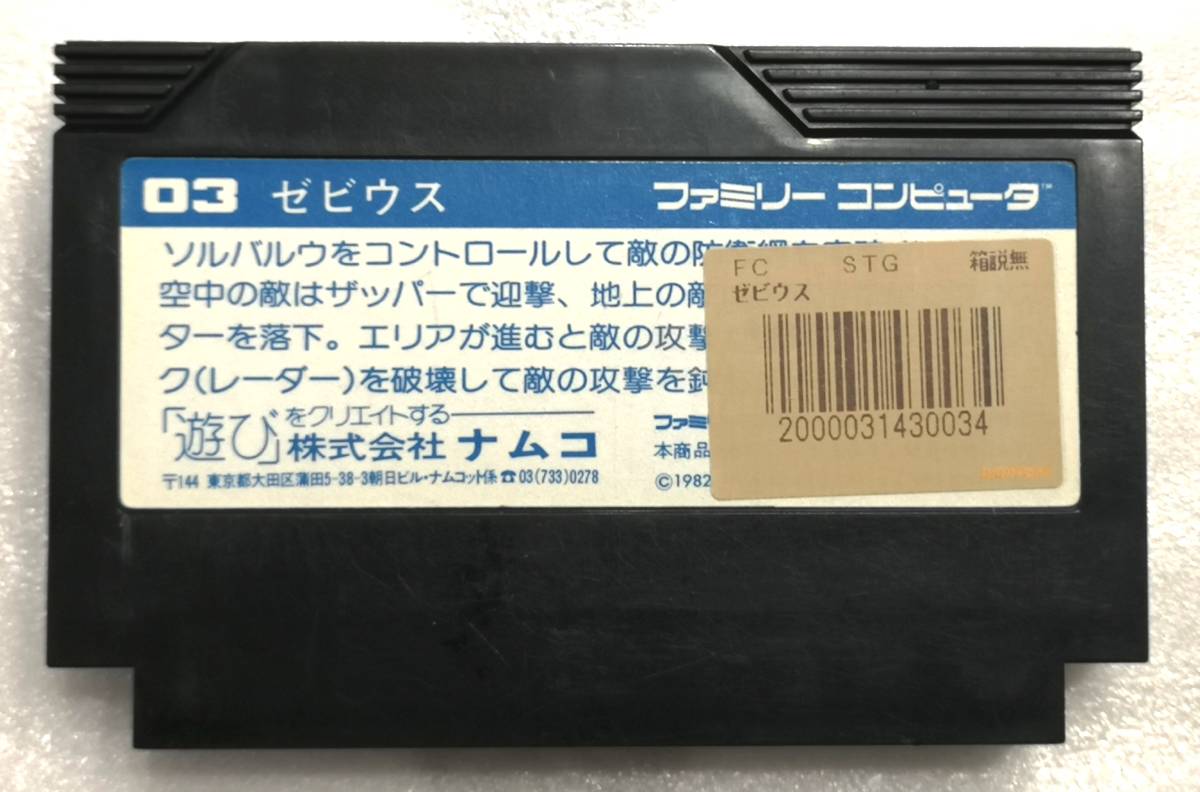 03 ゼビウス ファミリー コンピュータ™
ソルバルウをコントロールして敵の防衛網を
空中の敵はザッパーで迎撃、地上の敵
ターを落下。エリアが進むと敵の攻撃
ク(レーダー)を破壊して敵の攻撃を鈍
「遊び」をクリエイトする
株式会社 ナムコ
〒144 東京都大田区蒲田5-38-3朝日ビル・ナムコット係☎03(733)0278
ファミ
本商品
©1982
FC STG 箱説無
ゼビウス
2000031430034